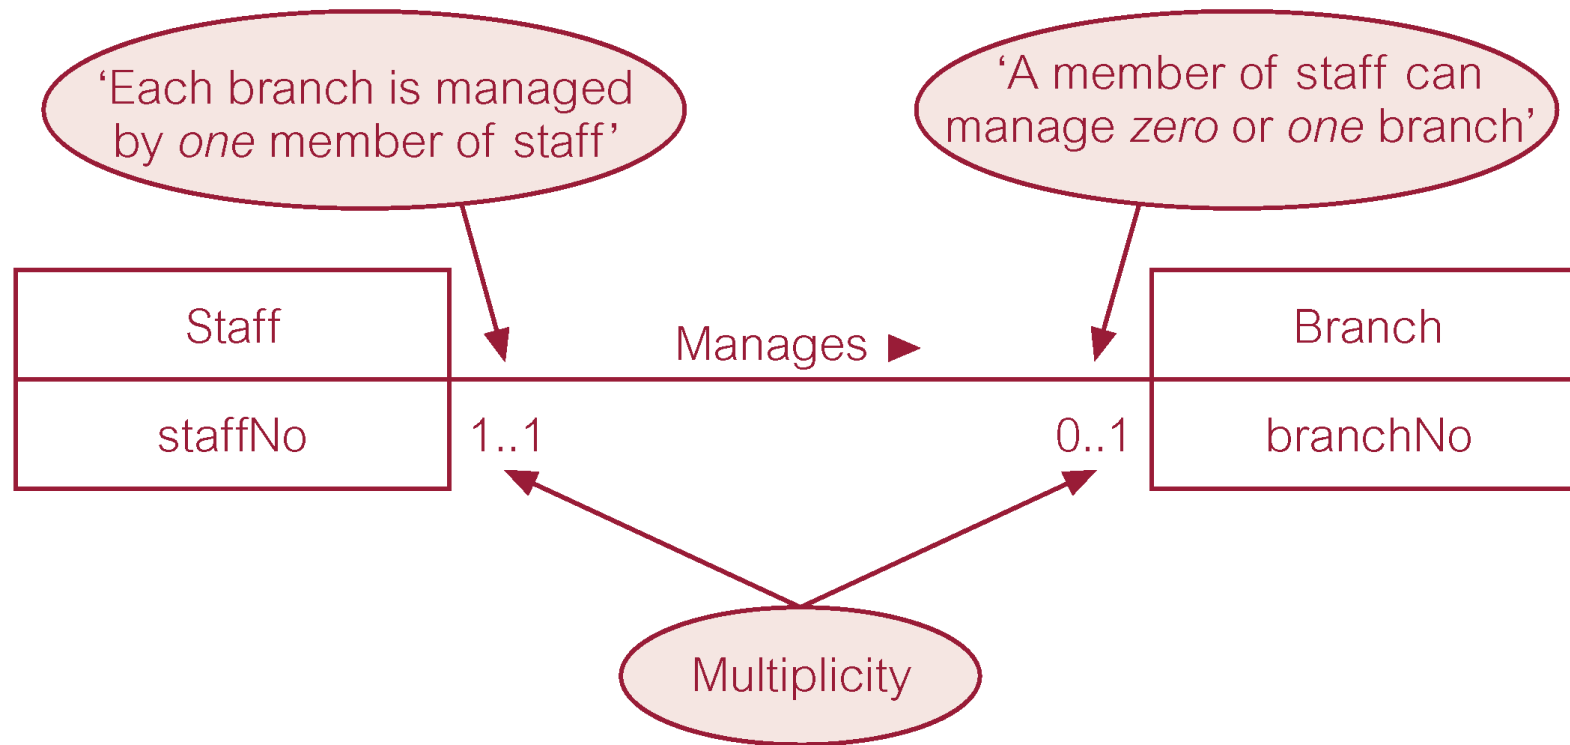 ‘Each branch is managed
by one member of staff’
‘A member of staff can
manage zero or one branch’
Staff
Manages ►
Branch
staffNo
1..1
0..1
branchNo
Multiplicity